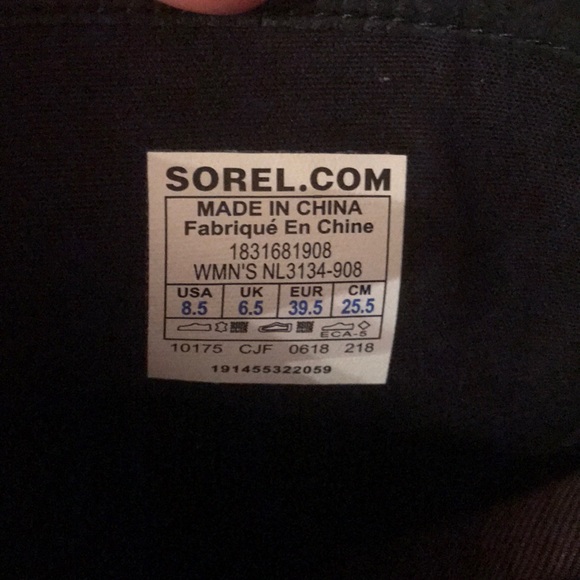 SOREL.COM
MADE IN CHINA
Fabriqué En Chine
1831681908
WMN'S NL3134-908
USA UK EUR CM
8.5 6.5 39.5 25.5
ECA-5
10175 CJF 0618 218
191455322059